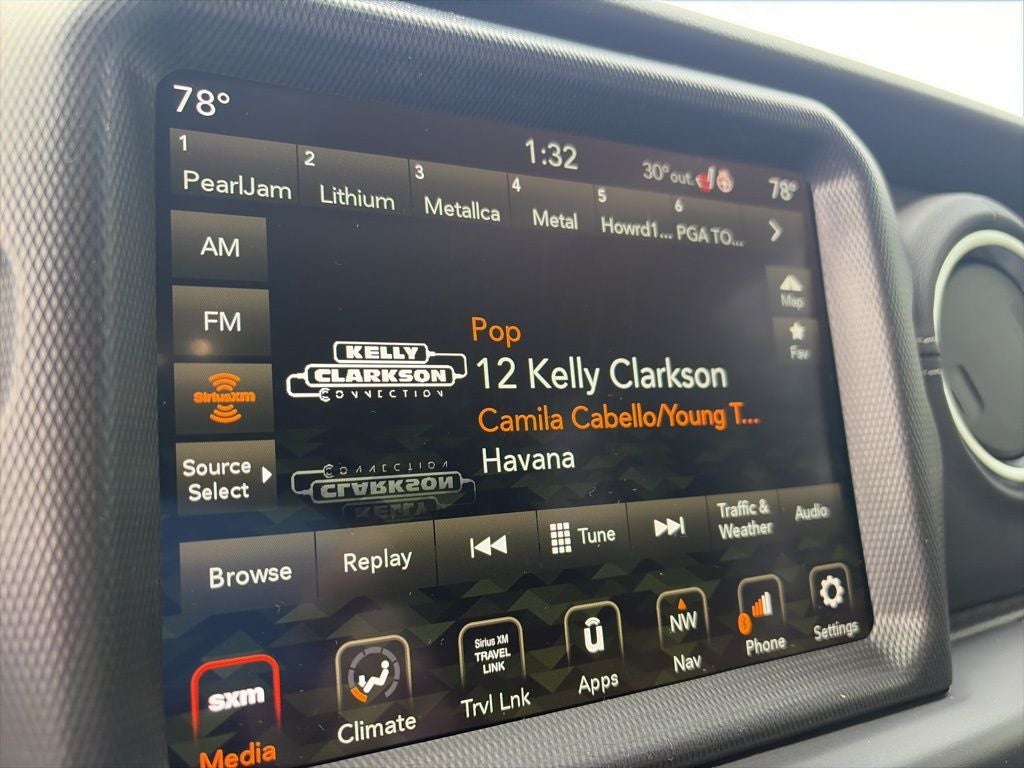 78°
1:32
30° out.
78°
1 PearlJam
2 Lithium
3 Metallca
4 Metal
5 Howrd1...
6 PGA TO...
AM
FM
SiriusXM
Source
Select
Map
Fav
KELLY
CLARKSON
CONNECTION
Pop
12 Kelly Clarkson
Camila Cabello/Young T...
Havana
Browse
Replay
Tune
Traffic &
Weather
Audio
sxm
Media
Climate
Sirius XM
TRAVEL
LINK
Trvl Lnk
ū
Apps
NW
Nav
Phone
Settings